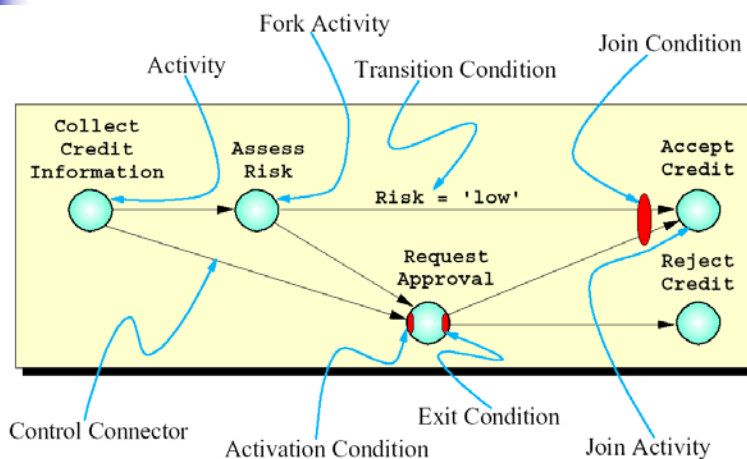 Fork Activity
Join Condition
Activity
Transition Condition
Collect
Credit
Information
Assess
Risk
Accept
Credit
Risk = 'low'
Request
Approval
Reject
Credit
Control Connector
Activation Condition
Exit Condition
Join Activity